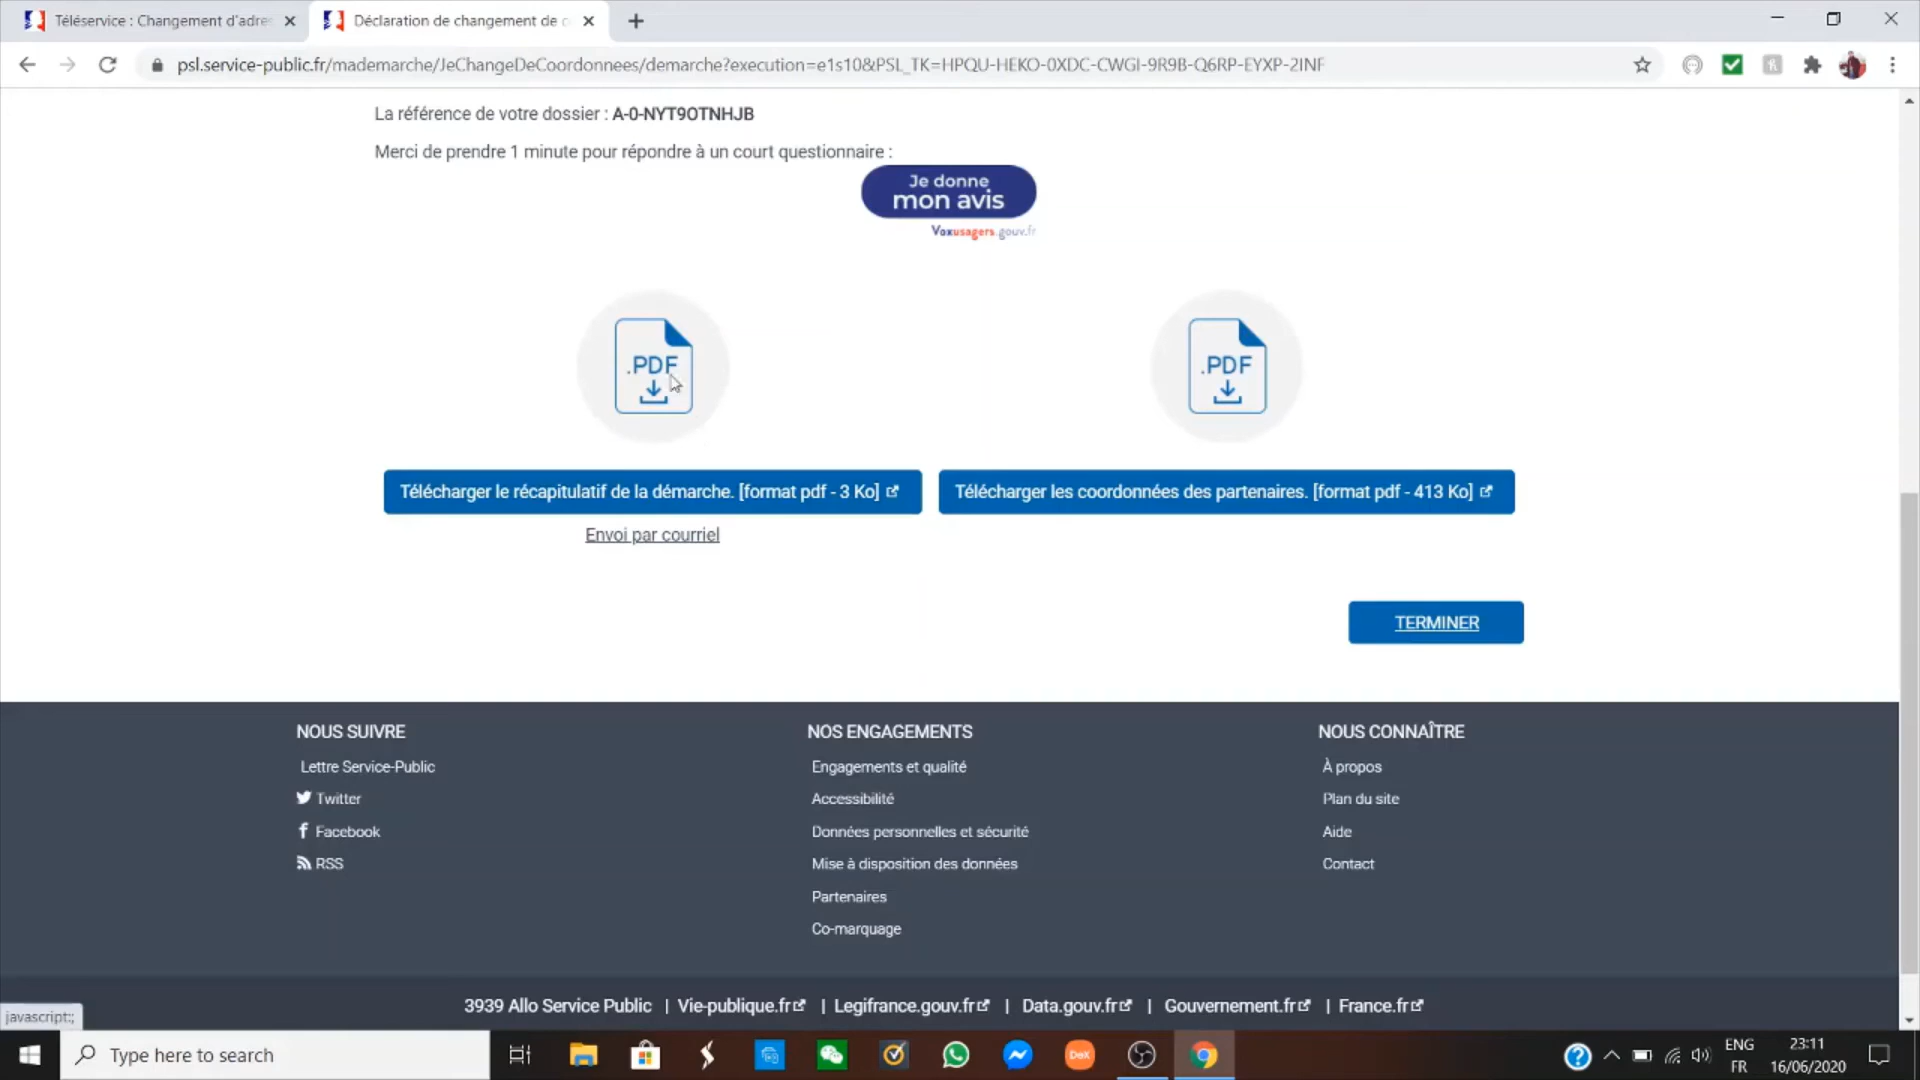 Téléservice : Changement d'adre
Déclaration de changement de c
psl.service-public.fr/mademarche/JeChangeDeCoordonnees/demarche?execution=e1s10&PSL_TK=HPQU-HEKO-0XDC-CWGI-9R9B-Q6RP-EYXP-2INF
La référence de votre dossier : A-0-NYT9OTNHJB
Merci de prendre 1 minute pour répondre à un court questionnaire :
Je donne
mon avis
Voxusagers.gouv.fr
.PDF
.PDF
Télécharger le récapitulatif de la démarche. [format pdf - 3 Ko]
Télécharger les coordonnées des partenaires. [format pdf - 413 Ko]
Envoi par courriel
TERMINER
NOUS SUIVRE
Lettre Service-Public
Twitter
Facebook
RSS
NOS ENGAGEMENTS
Engagements et qualité
Accessibilité
Données personnelles et sécurité
Mise à disposition des données
Partenaires
Co-marquage
NOUS CONNAÎTRE
À propos
Plan du site
Aide
Contact
3939 Allo Service Public | Vie-publique.fr | Legifrance.gouv.fr | Data.gouv.fr | Gouvernement.fr | France.fr
javascript:;
Type here to search
DeX
ENG
FR
23:11
16/06/2020